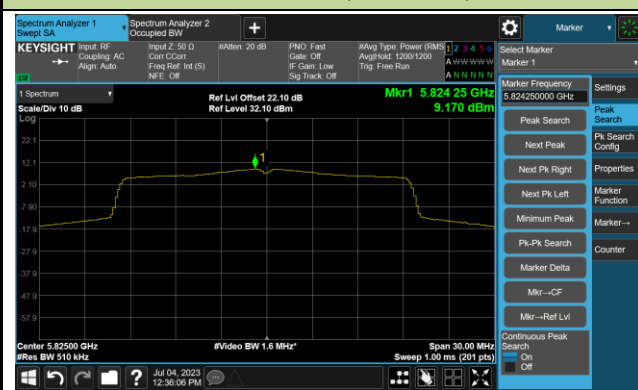 Spectrum Analyzer 1
Swept SA
Spectrum Analyzer 2
Occupied BW
+
Marker
KEYSIGHT
Input: RF
Coupling: AC
Align: Auto
Input Z: 50 Ω
Corr CCorr
Freq Ref: Int (S)
NFE: Off
#Atten: 20 dB
PNO: Fast
Gate: Off
IF Gain: Low
Sig Track: Off
#Avg Type: Power (RMS
Avg|Hold: 1200/1200
Trig: Free Run
1 2 3 4 5 6
A W W W W W
A N N N N N
LW
Select Marker
Marker 1
1 Spectrum
Scale/Div 10 dB
Log
Ref Lvl Offset 22.10 dB
Ref Level 32.10 dBm
Mkr1 5.824 25 GHz
9.170 dBm
22.1
12.1
2.10
-7.90
-17.9
-27.9
-37.9
-47.9
-57.9
1
Center 5.82500 GHz
#Res BW 510 kHz
#Video BW 1.6 MHz*
Span 30.00 MHz
Sweep 1.00 ms (201 pts)
Marker Frequency
5.824250000 GHz
Peak Search
Next Peak
Next Pk Right
Next Pk Left
Minimum Peak
Pk-Pk Search
Marker Delta
Mkr→CF
Mkr→Ref Lvl
Continuous Peak
Search
On
Off
Settings
Peak
Search
Pk Search
Config
Properties
Marker
Function
Marker→
Counter
?
Jul 04, 2023
12:36:06 PM